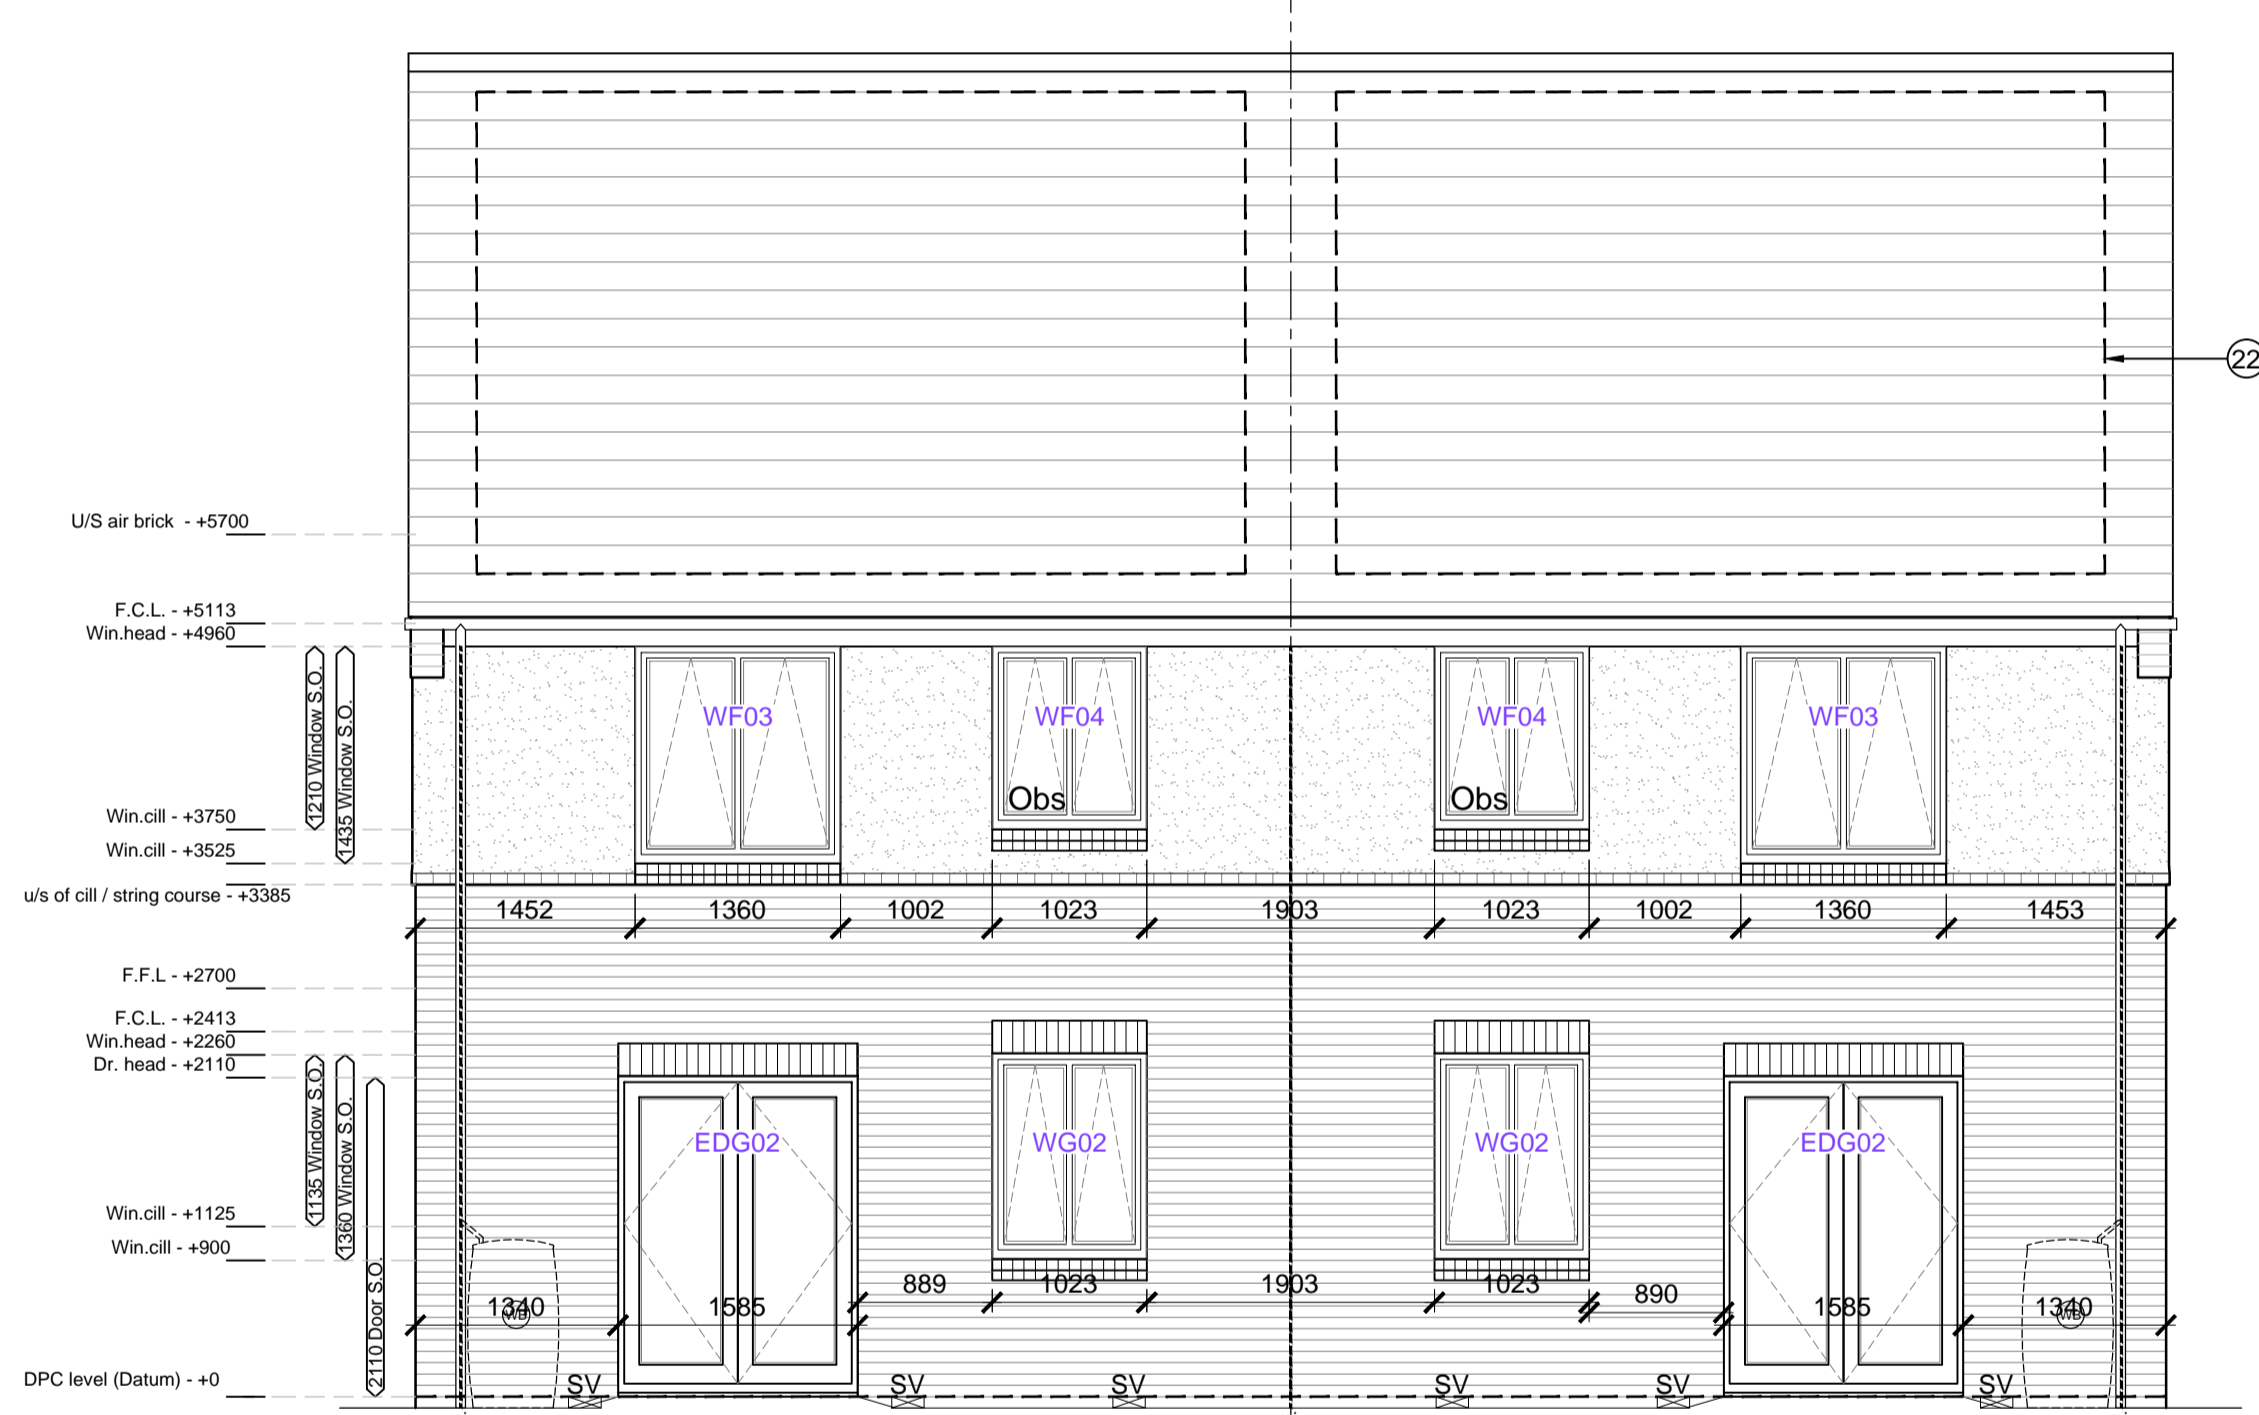 22
U/S air brick - +5700
F.C.L. - +5113
Win.head - +4960
1210 Window S.O.
1435 Window S.O.
WF03
WF04
WF04
WF03
Obs
Obs
Win.cill - +3750
Win.cill - +3525
u/s of cill / string course - +3385
1452
1360
1002
1023
1903
1023
1002
1360
1453
F.F.L - +2700
F.C.L. - +2413
Win.head - +2260
Dr. head - +2110
1135 Window S.O.
1360 Window S.O.
2110 Door S.O.
EDG02
WG02
WG02
EDG02
Win.cill - +1125
Win.cill - +900
889
1023
1903
1023
890
1340
WB
1585
1585
1340
WB
DPC level (Datum) - +0
SV
SV
SV
SV
SV
SV